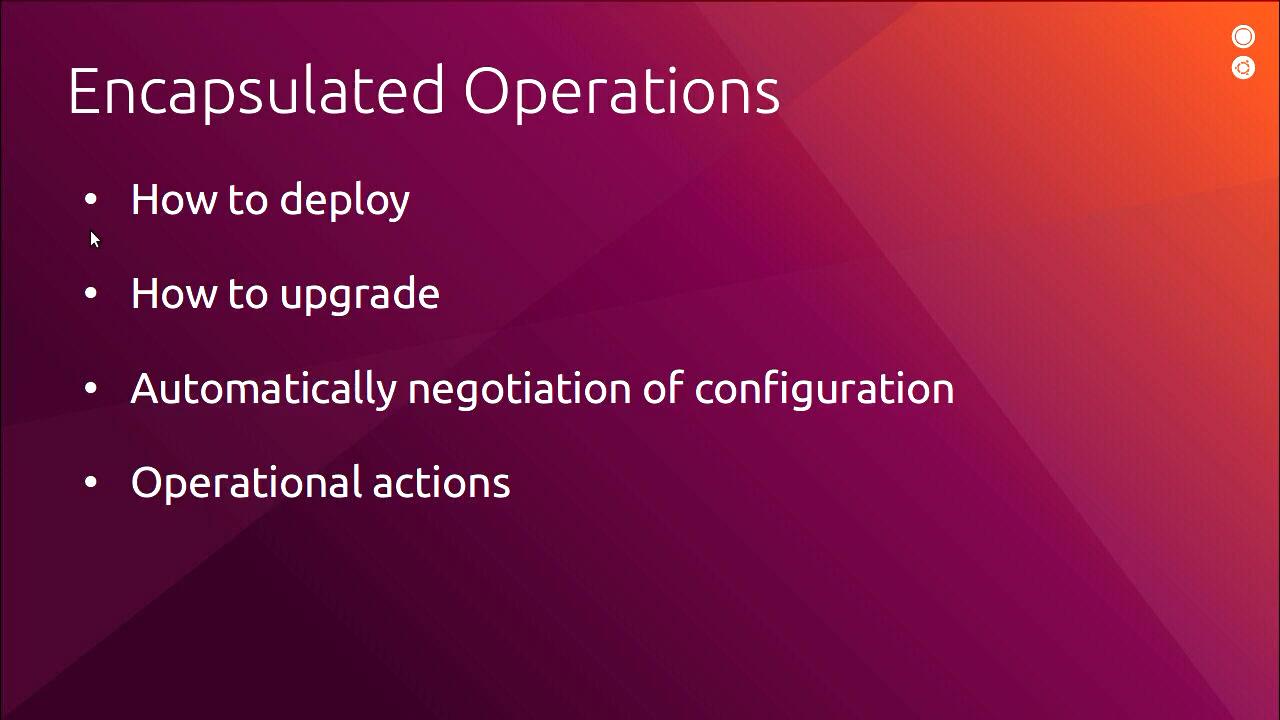 Encapsulated Operations
• How to deploy
• How to upgrade
• Automatically negotiation of configuration
• Operational actions